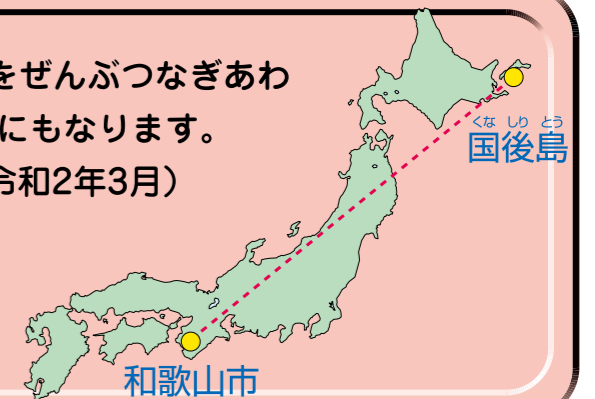 をぜんぶつなぎあわ
にもなります。
令和2年3月）
くな しり とう
国後島
和歌山市